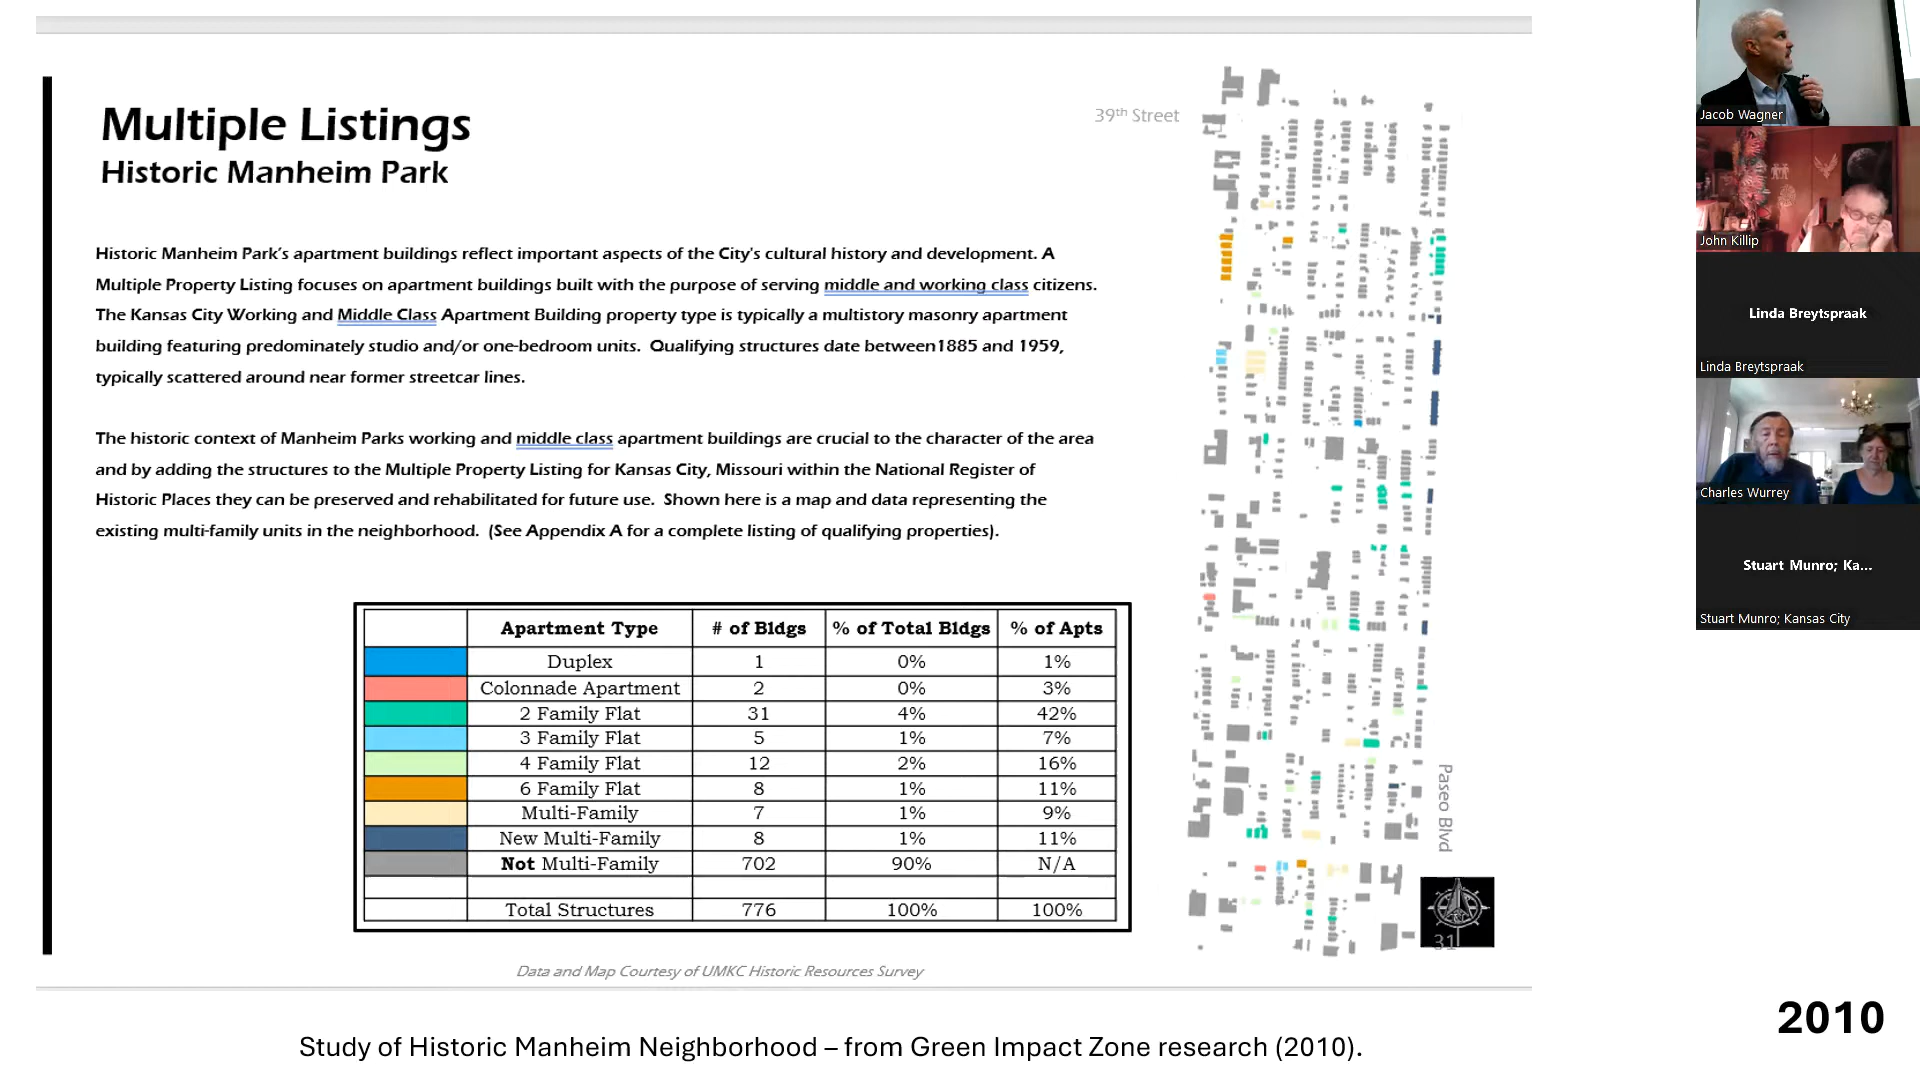 Multiple Listings
Historic Manheim Park
39th Street
Historic Manheim Park's apartment buildings reflect important aspects of the City's cultural history and development. A
Multiple Property Listing focuses on apartment buildings built with the purpose of serving middle and working class citizens.
The Kansas City Working and Middle Class Apartment Building property type is typically a multistory masonry apartment
building featuring predominately studio and/or one-bedroom units. Qualifying structures date between1885 and 1959,
typically scattered around near former streetcar lines.
The historic context of Manheim Parks working and middle class apartment buildings are crucial to the character of the area
and by adding the structures to the Multiple Property Listing for Kansas City, Missouri within the National Register of
Historic Places they can be preserved and rehabilitated for future use. Shown here is a map and data representing the
existing multi-family units in the neighborhood. (See Appendix A for a complete listing of qualifying properties).
Apartment Type # of Bldgs % of Total Bldgs % of Apts
Duplex 1 0% 1%
Colonnade Apartment 2 0% 3%
2 Family Flat 31 4% 42%
3 Family Flat 5 1% 7%
4 Family Flat 12 2% 16%
6 Family Flat 8 1% 11%
Multi-Family 7 1% 9%
New Multi-Family 8 1% 11%
Not Multi-Family 702 90% N/A
Total Structures 776 100% 100%
Paseo Blvd
31
Data and Map Courtesy of UMKC Historic Resources Survey
Study of Historic Manheim Neighborhood – from Green Impact Zone research (2010).
2010
Jacob Wagner
John Killip
Linda Breytspraak
Linda Breytspraak
Charles Wurrey
Stuart Munro; Ka...
Stuart Munro; Kansas City